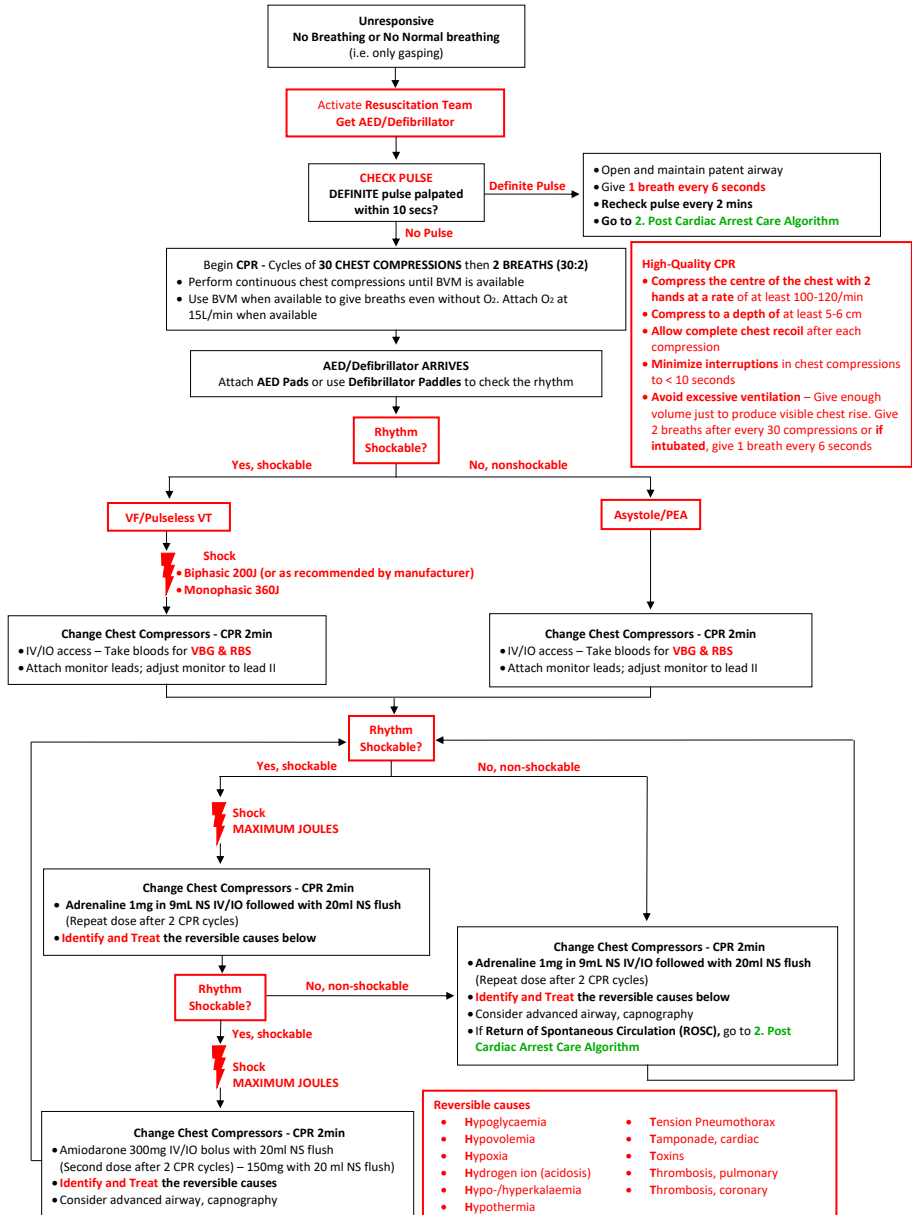 Unresponsive
No Breathing or No Normal breathing
(i.e. only gasping)
Activate Resuscitation Team
Get AED/Defibrillator
CHECK PULSE
DEFINITE pulse palpated
within 10 secs?
Definite Pulse
• Open and maintain patent airway
• Give 1 breath every 6 seconds
• Recheck pulse every 2 mins
• Go to 2. Post Cardiac Arrest Care Algorithm
No Pulse
Begin CPR - Cycles of 30 CHEST COMPRESSIONS then 2 BREATHS (30:2)
• Perform continuous chest compressions until BVM is available
• Use BVM when available to give breaths even without O₂. Attach O₂ at
15L/min when available
High-Quality CPR
• Compress the centre of the chest with 2
hands at a rate of at least 100-120/min
• Compress to a depth of at least 5-6 cm
• Allow complete chest recoil after each
compression
• Minimize interruptions in chest compressions
to < 10 seconds
• Avoid excessive ventilation – Give enough
volume just to produce visible chest rise. Give
2 breaths after every 30 compressions or if
intubated, give 1 breath every 6 seconds
AED/Defibrillator ARRIVES
Attach AED Pads or use Defibrillator Paddles to check the rhythm
Rhythm
Shockable?
Yes, shockable
No, nonshockable
VF/Pulseless VT
Asystole/PEA
Shock
• Biphasic 200J (or as recommended by manufacturer)
• Monophasic 360J
Change Chest Compressors - CPR 2min
• IV/IO access – Take bloods for VBG & RBS
• Attach monitor leads; adjust monitor to lead II
Change Chest Compressors - CPR 2min
• IV/IO access – Take bloods for VBG & RBS
• Attach monitor leads; adjust monitor to lead II
Rhythm
Shockable?
Yes, shockable
No, non-shockable
Shock
MAXIMUM JOULES
Change Chest Compressors - CPR 2min
• Adrenaline 1mg in 9mL NS IV/IO followed with 20ml NS flush
(Repeat dose after 2 CPR cycles)
• Identify and Treat the reversible causes below
Change Chest Compressors - CPR 2min
• Adrenaline 1mg in 9mL NS IV/IO followed with 20ml NS flush
(Repeat dose after 2 CPR cycles)
• Identify and Treat the reversible causes below
• Consider advanced airway, capnography
• If Return of Spontaneous Circulation (ROSC), go to 2. Post
Cardiac Arrest Care Algorithm
Rhythm
Shockable?
No, non-shockable
Yes, shockable
Shock
MAXIMUM JOULES
Change Chest Compressors - CPR 2min
• Amiodarone 300mg IV/IO bolus with 20ml NS flush
(Second dose after 2 CPR cycles) – 150mg with 20 ml NS flush)
• Identify and Treat the reversible causes
• Consider advanced airway, capnography
Reversible causes
• Hypoglycaemia
• Hypovolemia
• Hypoxia
• Hydrogen ion (acidosis)
• Hypo-/hyperkalaemia
• Hypothermia
• Tension Pneumothorax
• Tamponade, cardiac
• Toxins
• Thrombosis, pulmonary
• Thrombosis, coronary